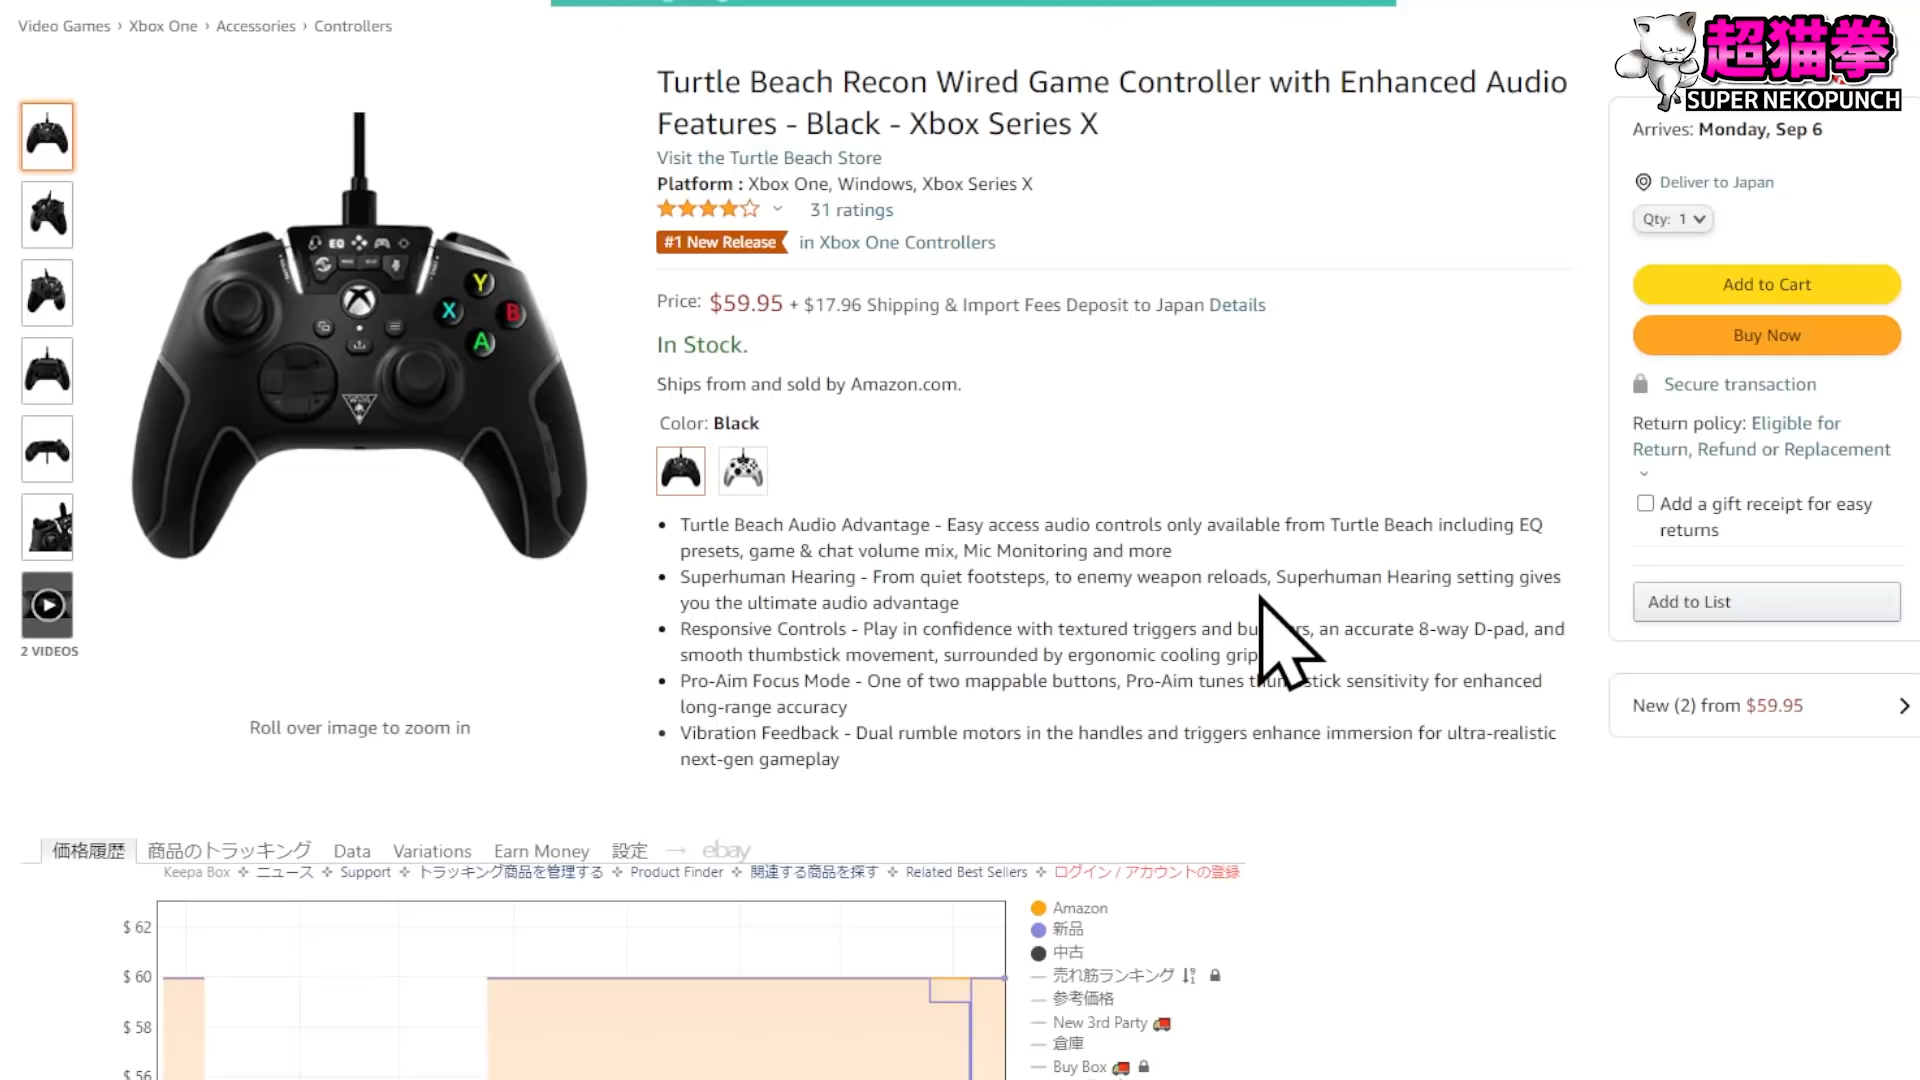 Video Games › Xbox One › Accessories › Controllers
超猫拳
SUPER NEKOPUNCH
Turtle Beach Recon Wired Game Controller with Enhanced Audio
Features - Black - Xbox Series X
Visit the Turtle Beach Store
Platform : Xbox One, Windows, Xbox Series X
31 ratings
#1 New Release in Xbox One Controllers
Price: $59.95 + $17.96 Shipping & Import Fees Deposit to Japan Details
In Stock.
Ships from and sold by Amazon.com.
Color: Black
• Turtle Beach Audio Advantage - Easy access audio controls only available from Turtle Beach including EQ
presets, game & chat volume mix, Mic Monitoring and more
• Superhuman Hearing - From quiet footsteps, to enemy weapon reloads, Superhuman Hearing setting gives
you the ultimate audio advantage
• Responsive Controls - Play in confidence with textured triggers and an accurate 8-way D-pad, and
smooth thumbstick movement, surrounded by ergonomic cooling
• Pro-Aim Focus Mode - One of two mappable buttons, Pro-Aim tunes sensitivity for enhanced
long-range accuracy
• Vibration Feedback - Dual rumble motors in the handles and triggers enhance immersion for ultra-realistic
next-gen gameplay
EQ
Y
X
B
A
2 VIDEOS
Roll over image to zoom in
Arrives: Monday, Sep 6
Deliver to Japan
Qty: 1
Add to Cart
Buy Now
Secure transaction
Return policy: Eligible for
Return, Refund or Replacement
Add a gift receipt for easy
returns
Add to List
New (2) from $59.95
価格履歴 商品のトラッキング Data Variations Earn Money 設定 → ebay
Keepa Box ニュース Support トラッキング商品を管理する Product Finder 関連する商品を探す Related Best Sellers ログイン / アカウントの登録
$ 62
$ 60
$ 58
$ 56
Amazon
新品
中古
売れ筋ランキング
参考価格
New 3rd Party
倉庫
Buy Box